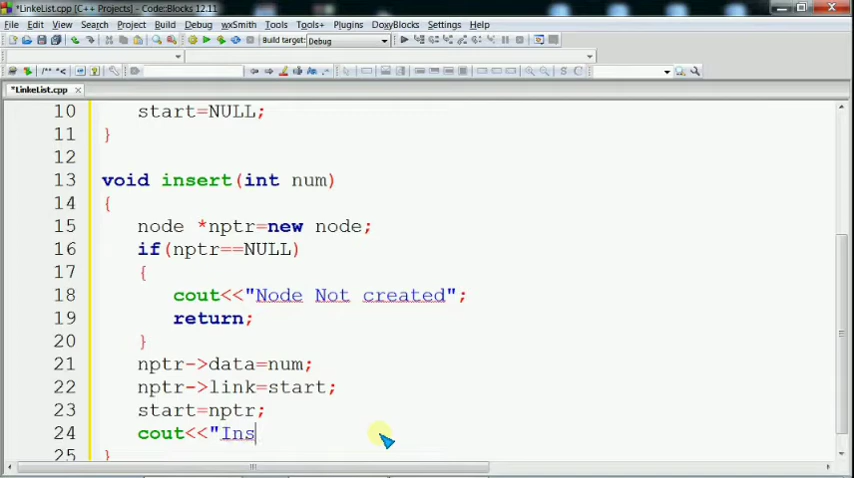 *LinkeList.cpp [C++ Projects] - Code::Blocks 12.11
File Edit View Search Project Build Debug wxSmith Tools Tools+ Plugins DoxyBlocks Settings Help
Build target: Debug
/** *<
*LinkeList.cpp x
10 start=NULL;
11 }
12
13 void insert(int num)
14 {
15 node *nptr=new node;
16 if(nptr==NULL)
17 {
18 cout<<"Node Not created";
19 return;
20 }
21 nptr->data=num;
22 nptr->link=start;
23 start=nptr;
24 cout<<"Ins
25 }